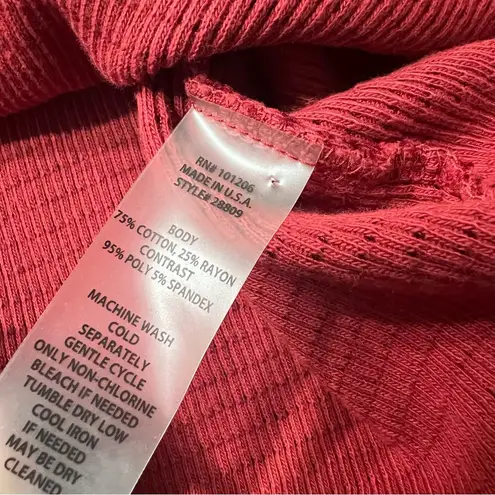 RN# 101206
MADE IN U.S.A.
STYLE# 28809
BODY
75% COTTON, 25% RAYON
CONTRAST
95% POLY 5% SPANDEX
MACHINE WASH
COLD
SEPARATELY
GENTLE CYCLE
ONLY NON-CHLORINE
BLEACH IF NEEDED
TUMBLE DRY LOW
COOL IRON
IF NEEDED
MAY BE DRY
CLEANED